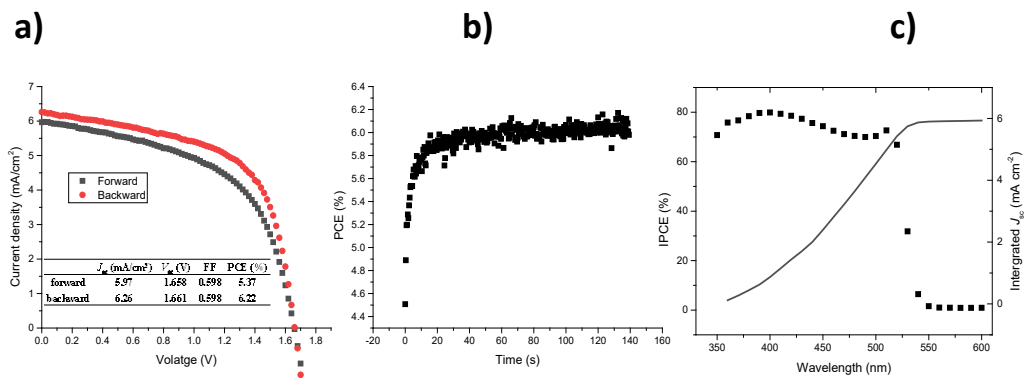 a)
b)
c)
7
6
5
4
3
2
1
0
Current density (mA/cm²)
Forward
Backward
Jsc (mA/cm²) Voc (V) FF PCE (%)
forward 5.97 1.658 0.598 5.37
backward 6.26 1.661 0.598 6.22
0.0 0.2 0.4 0.6 0.8 1.0 1.2 1.4 1.6 1.8
Volatge (V)
6.4
6.2
6.0
5.8
5.6
5.4
5.2
5.0
4.8
4.6
4.4
PCE (%)
-20 0 20 40 60 80 100 120 140
Time (s)
80
60
40
20
0
IPCE (%)
6
4
2
0
Intergrated Jsc (mA cm⁻²)
350 400 450 500 550 600
Wavelength (nm)